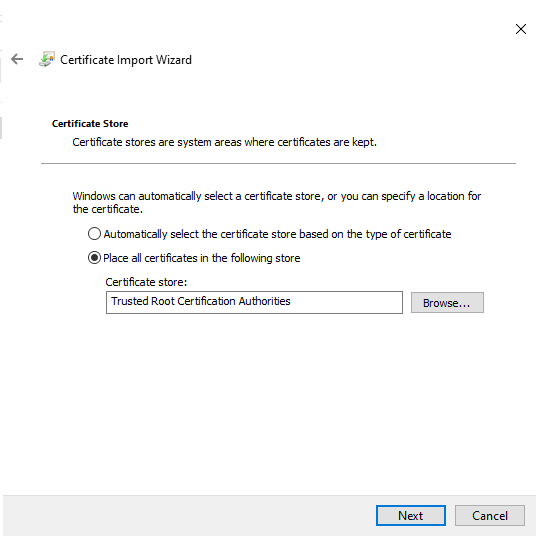 Certificate Import Wizard
Certificate Store
Certificate stores are system areas where certificates are kept.
Windows can automatically select a certificate store, or you can specify a location for
the certificate.
Automatically select the certificate store based on the type of certificate
Place all certificates in the following store
Certificate store:
Trusted Root Certification Authorities
Browse...
Next
Cancel